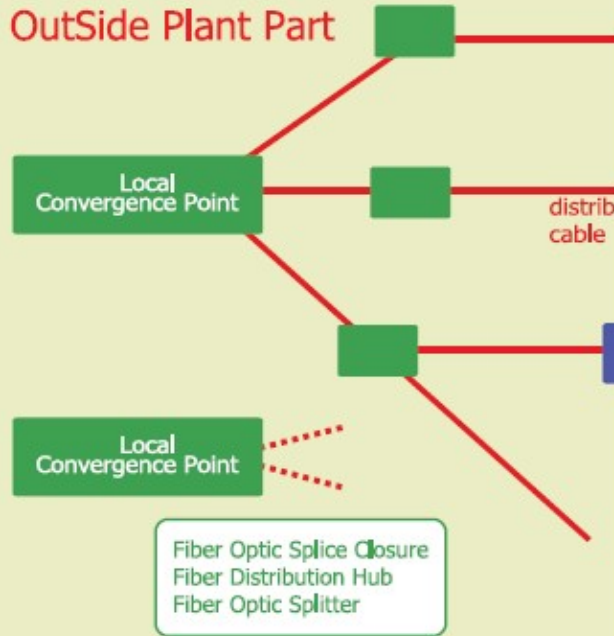 OutSide Plant Part
Local
Convergence Point
distrib
cable
Local
Convergence Point
Fiber Optic Splice Closure
Fiber Distribution Hub
Fiber Optic Splitter